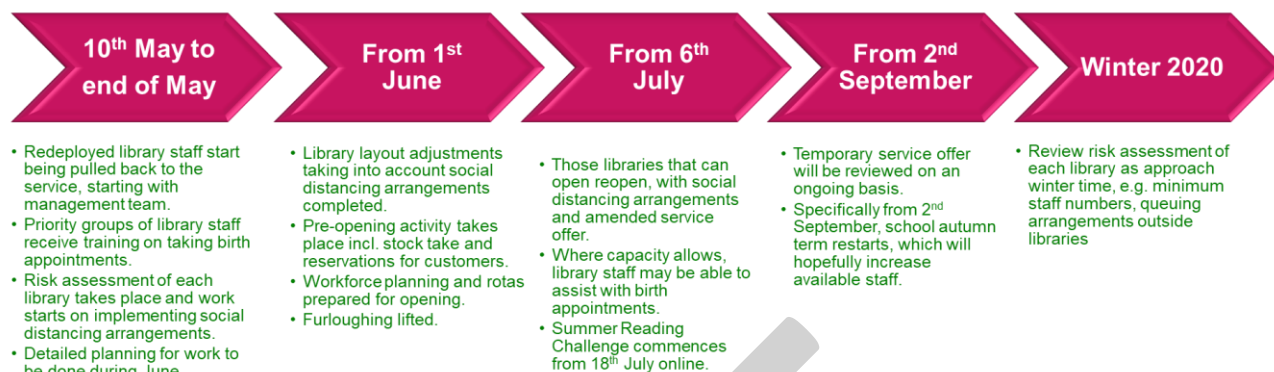 10th May to
end of May
From 1st
June
From 6th
July
From 2nd
September
Winter 2020
• Redeployed library staff start
being pulled back to the
service, starting with
management team.
• Priority groups of library staff
receive training on taking birth
appointments.
• Risk assessment of each
library takes place and work
starts on implementing social
distancing arrangements.
• Detailed planning for work to
be done during June
• Library layout adjustments
taking into account social
distancing arrangements
completed.
• Pre-opening activity takes
place incl. stock take and
reservations for customers.
• Workforce planning and rotas
prepared for opening.
• Furloughing lifted.
• Those libraries that can
open reopen, with social
distancing arrangements
and amended service
offer.
• Where capacity allows,
library staff may be able to
assist with birth
appointments.
• Summer Reading
Challenge commences
from 18th July online.
• Temporary service offer
will be reviewed on an
ongoing basis.
• Specifically from 2nd
September, school autumn
term restarts, which will
hopefully increase
available staff.
• Review risk assessment of
each library as approach
winter time, e.g. minimum
staff numbers, queuing
arrangements outside
libraries